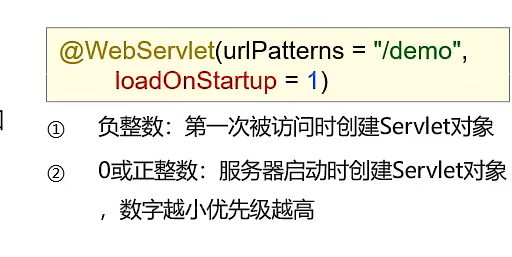 @WebServlet(urlPatterns = "/demo",
loadOnStartup = 1)
① 负整数：第一次被访问时创建Servlet对象
② 0或正整数：服务器启动时创建Servlet对象
，数字越小优先级越高